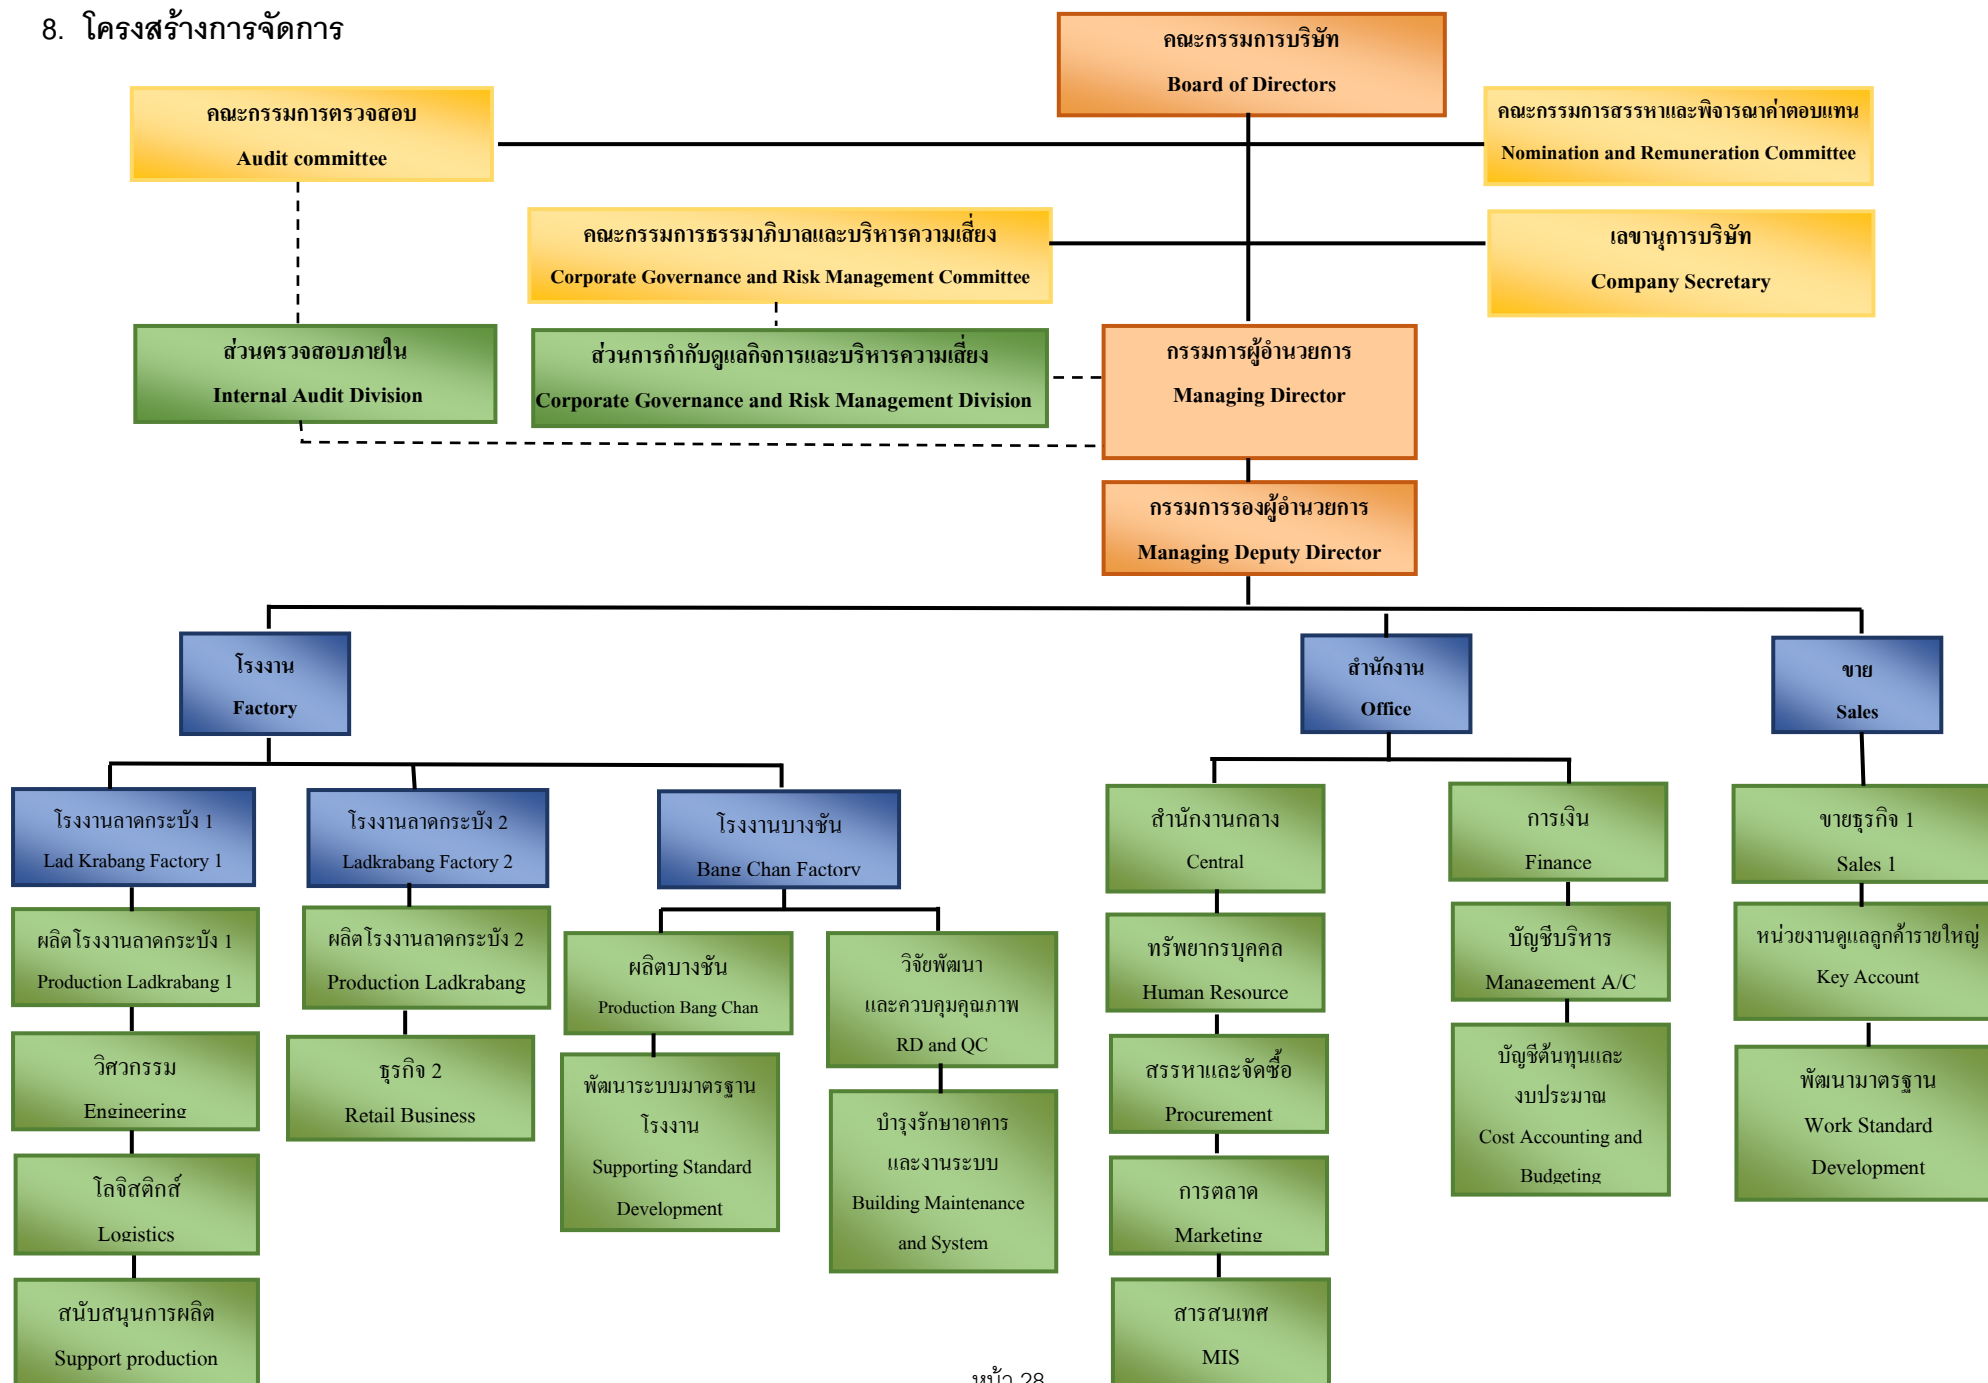 8. โครงสร้างการจัดการ
คณะกรรมการบริษัท
Board of Directors
คณะกรรมการตรวจสอบ
Audit committee
คณะกรรมการสรรหาและพิจารณาค่าตอบแทน
Nomination and Remuneration Committee
คณะกรรมการธรรมาภิบาลและบริหารความเสี่ยง
Corporate Governance and Risk Management Committee
เลขานุการบริษัท
Company Secretary
ส่วนตรวจสอบภายใน
Internal Audit Division
ส่วนการกำกับดูแลกิจการและบริหารความเสี่ยง
Corporate Governance and Risk Management Division
กรรมการผู้อำนวยการ
Managing Director
กรรมการรองผู้อำนวยการ
Managing Deputy Director
โรงงาน
Factory
สำนักงาน
Office
ขาย
Sales
โรงงานลาดกระบัง 1
Lad Krabang Factory 1
โรงงานลาดกระบัง 2
Ladkrabang Factory 2
โรงงานบางชัน
Bang Chan Factory
สำนักงานกลาง
Central
การเงิน
Finance
ขายธุรกิจ 1
Sales 1
ผลิตโรงงานลาดกระบัง 1
Production Ladkrabang 1
ผลิตโรงงานลาดกระบัง 2
Production Ladkrabang
ผลิตบางชัน
Production Bang Chan
วิจัยพัฒนา
และควบคุมคุณภาพ
RD and QC
ทรัพยากรบุคคล
Human Resource
บัญชีบริหาร
Management A/C
หน่วยงานดูแลลูกค้ารายใหญ่
Key Account
วิศวกรรม
Engineering
ธุรกิจ 2
Retail Business
พัฒนาระบบมาตรฐาน
โรงงาน
Supporting Standard
Development
บำรุงรักษาอาคาร
และงานระบบ
Building Maintenance
and System
สรรหาและจัดซื้อ
Procurement
บัญชีต้นทุนและ
งบประมาณ
Cost Accounting and
Budgeting
พัฒนามาตรฐาน
Work Standard
Development
โลจิสติกส์
Logistics
การตลาด
Marketing
สนับสนุนการผลิต
Support production
สารสนเทศ
MIS
หน้า 28